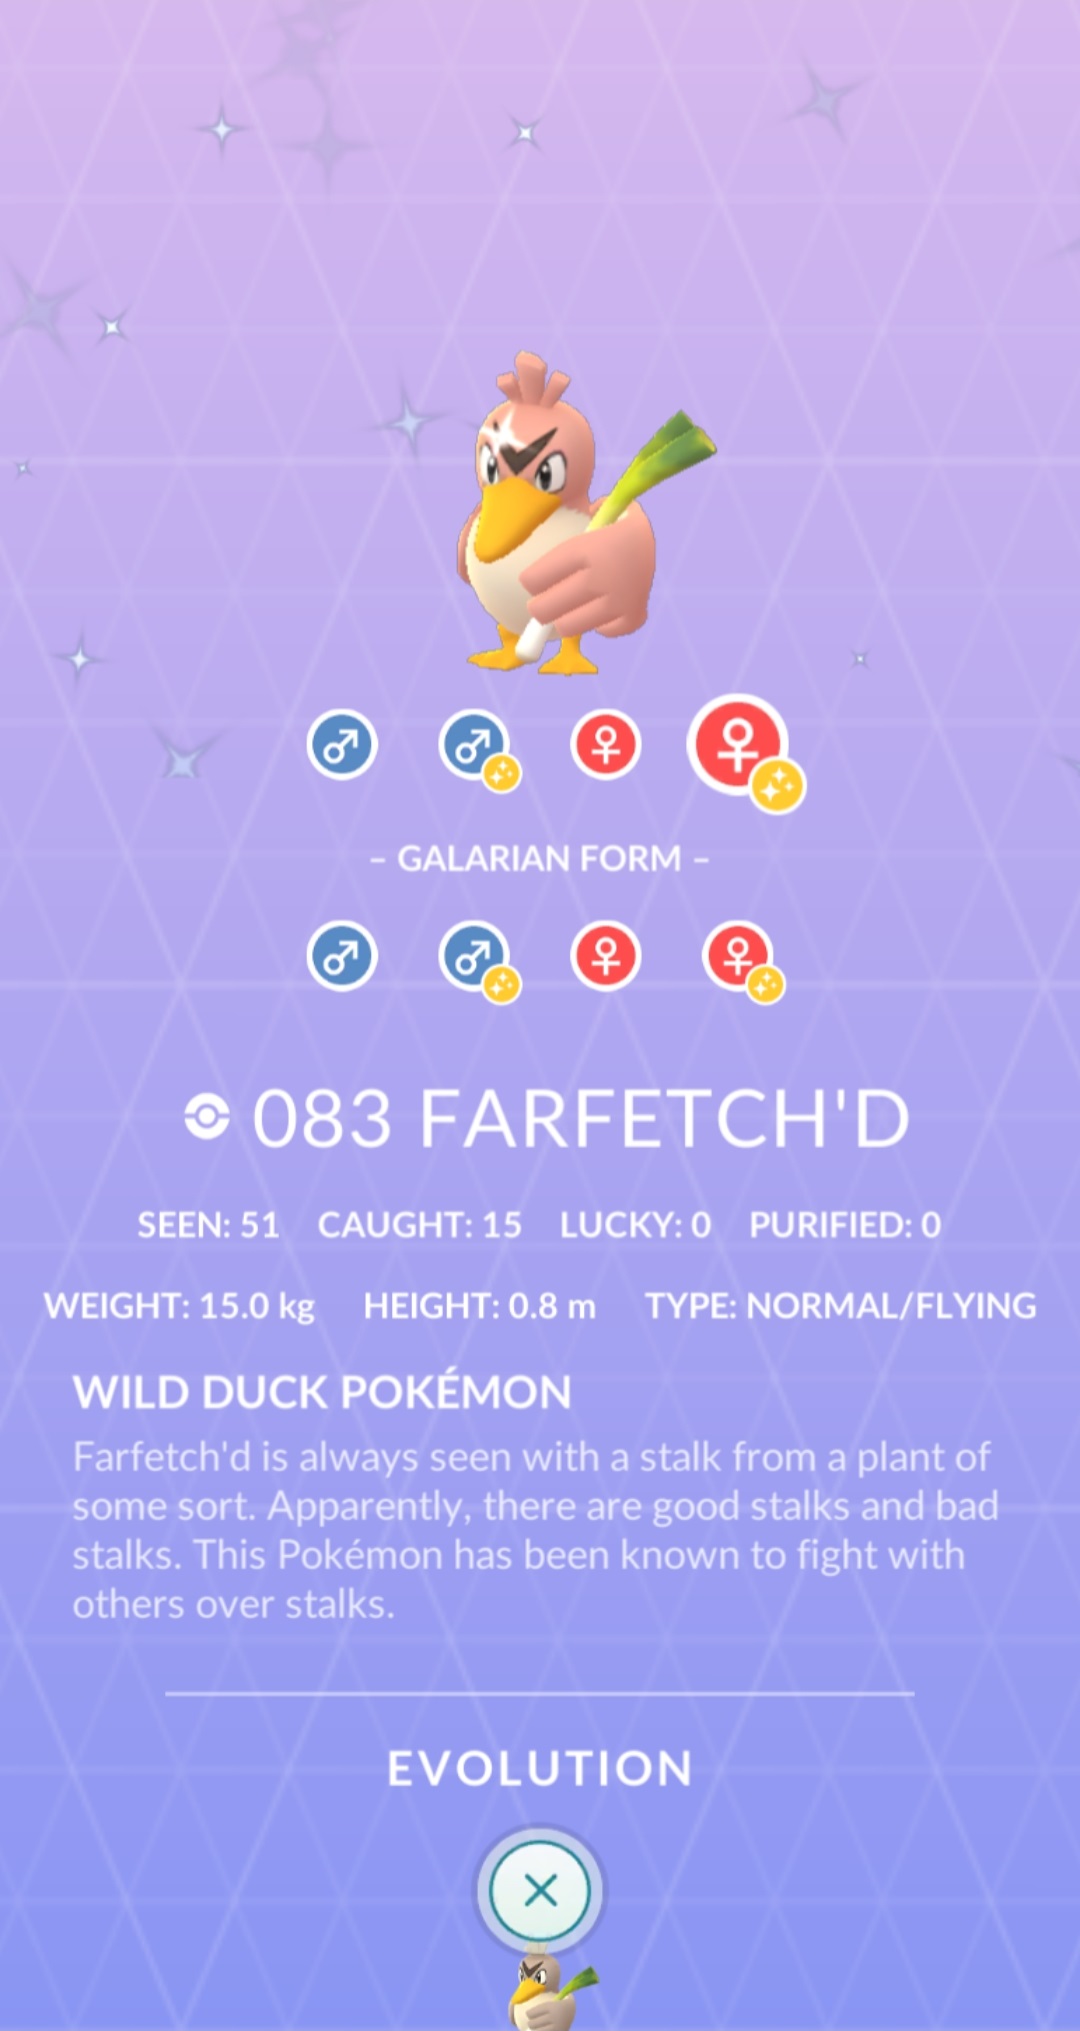 – GALARIAN FORM –
083 FARFETCH'D
SEEN: 51 CAUGHT: 15 LUCKY: 0 PURIFIED: 0
WEIGHT: 15.0 kg HEIGHT: 0.8 m TYPE: NORMAL/FLYING
WILD DUCK POKÉMON
Farfetch'd is always seen with a stalk from a plant of
some sort. Apparently, there are good stalks and bad
stalks. This Pokémon has been known to fight with
others over stalks.
EVOLUTION